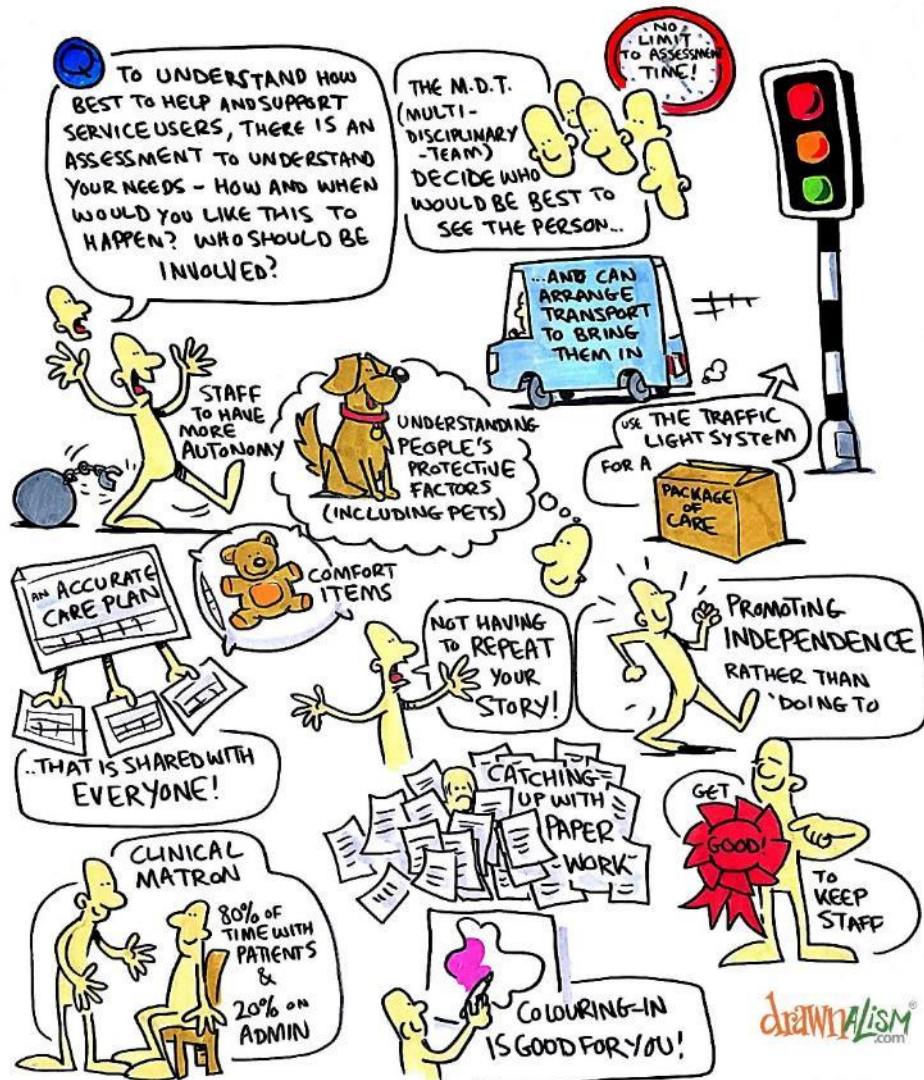 Q
TO UNDERSTAND HOW
BEST TO HELP AND SUPPORT
SERVICE USERS, THERE IS AN
ASSESSMENT TO UNDERSTAND
YOUR NEEDS - HOW AND WHEN
WOULD YOU LIKE THIS TO
HAPPEN? WHO SHOULD BE
INVOLVED?
THE M.D.T.
(MULTI-
DISCIPLINARY
-TEAM)
DECIDE WHO
WOULD BE BEST TO
SEE THE PERSON...
NO
LIMIT
TO ASSESSMENT
TIME!
...AND CAN
ARRANGE
TRANSPORT
TO BRING
THEM IN
STAFF
TO HAVE
MORE
AUTONOMY
UNDERSTANDING
PEOPLE'S
PROTECTIVE
FACTORS
(INCLUDING PETS)
USE THE TRAFFIC
LIGHT SYSTEM
FOR A
PACKAGE
OF
CARE
AN ACCURATE
CARE PLAN
..THAT IS SHARED WITH
EVERYONE!
COMFORT
ITEMS
NOT HAVING
TO REPEAT
YOUR
STORY!
PROMOTING
INDEPENDENCE
RATHER THAN
'DOING TO
CATCHING
UP WITH
PAPER
WORK
GET
GOOD!
TO
KEEP
STAFF
CLINICAL
MATRON
80% OF
TIME WITH
PATIENTS
&
20% ON
ADMIN
COLOURING-IN
IS GOOD FOR YOU!
drawnALISM®
.com